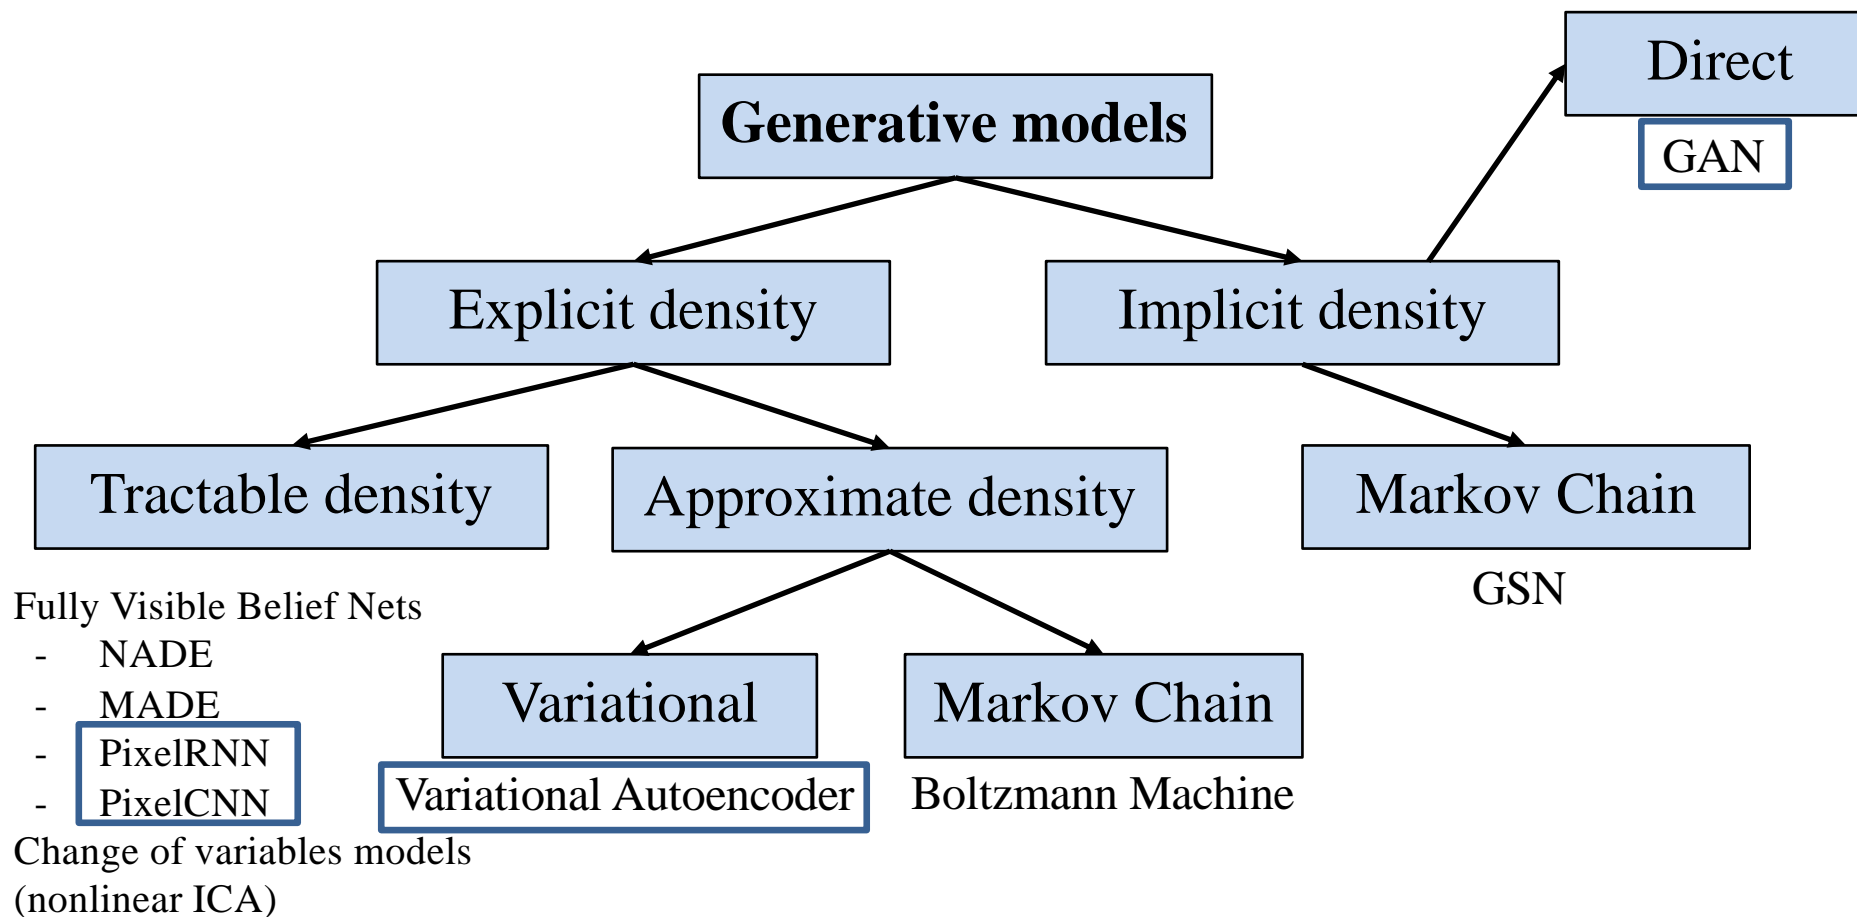 Direct
Generative models
GAN
Explicit density
Implicit density
Tractable density
Approximate density
Markov Chain
GSN
Fully Visible Belief Nets
- NADE
- MADE
- PixelRNN
- PixelCNN
Change of variables models
(nonlinear ICA)
Variational
Markov Chain
Variational Autoencoder
Boltzmann Machine